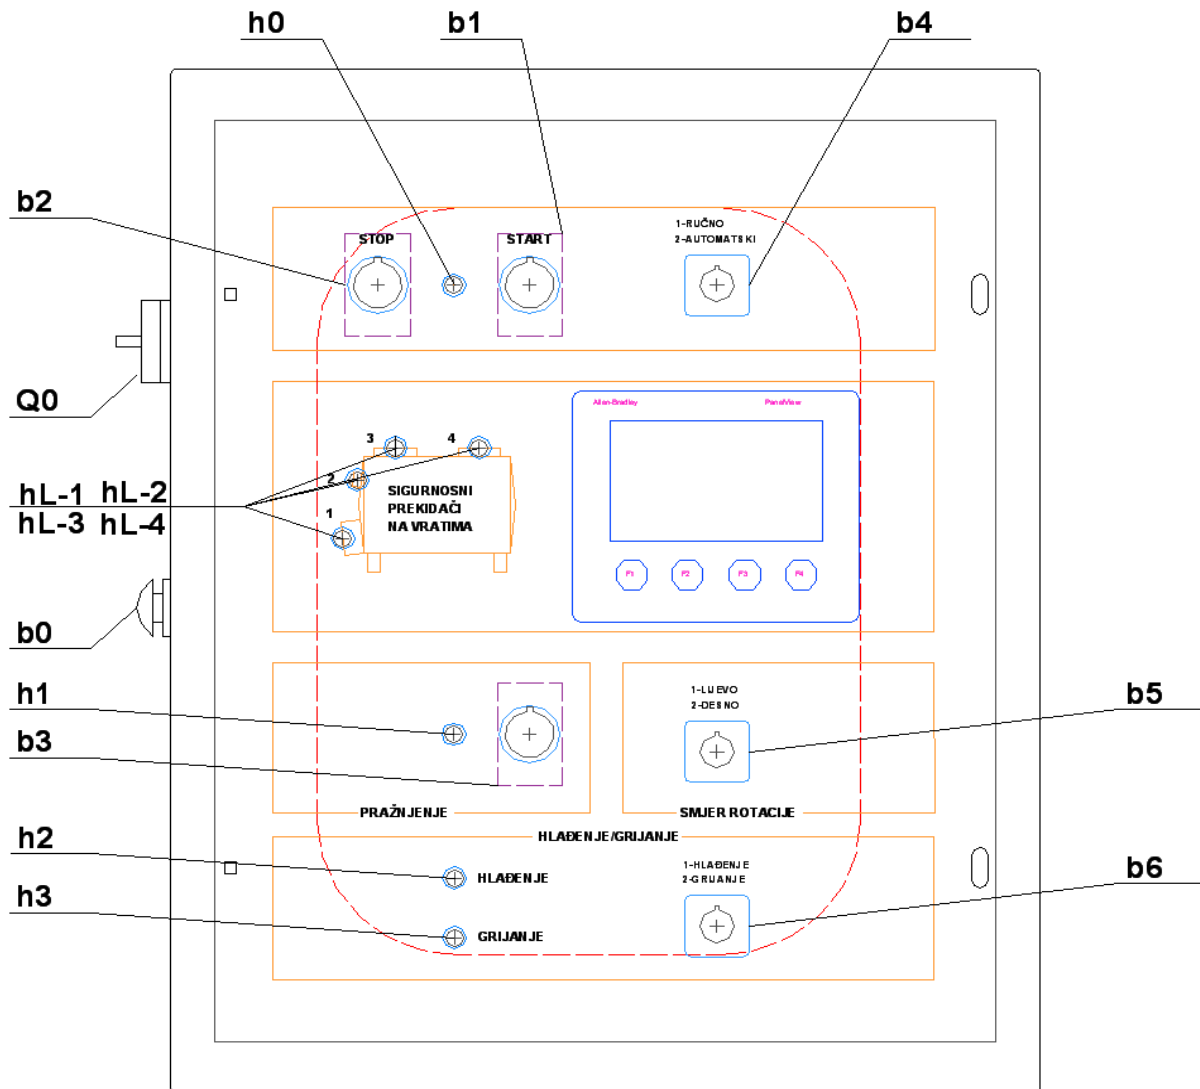 h0
b1
b4
b2
STOP
START
1-RUČNO
2-AUTOMATSKI
Q0
Allen-Bradley
PanelView
3
4
2
1
SIGURNOSNI
PREKIDAČI
NA VRATIMA
hL-1 hL-2
hL-3 hL-4
F1
F2
F3
F4
b0
h1
b3
1-LIJEVO
2-DESNO
b5
PRAŽNJENJE
SMJER ROTACIJE
HLAĐENJE/GRIJANJE
h2
HLAĐENJE
1-HLAĐENJE
2-GRIJANJE
b6
h3
GRIJANJE